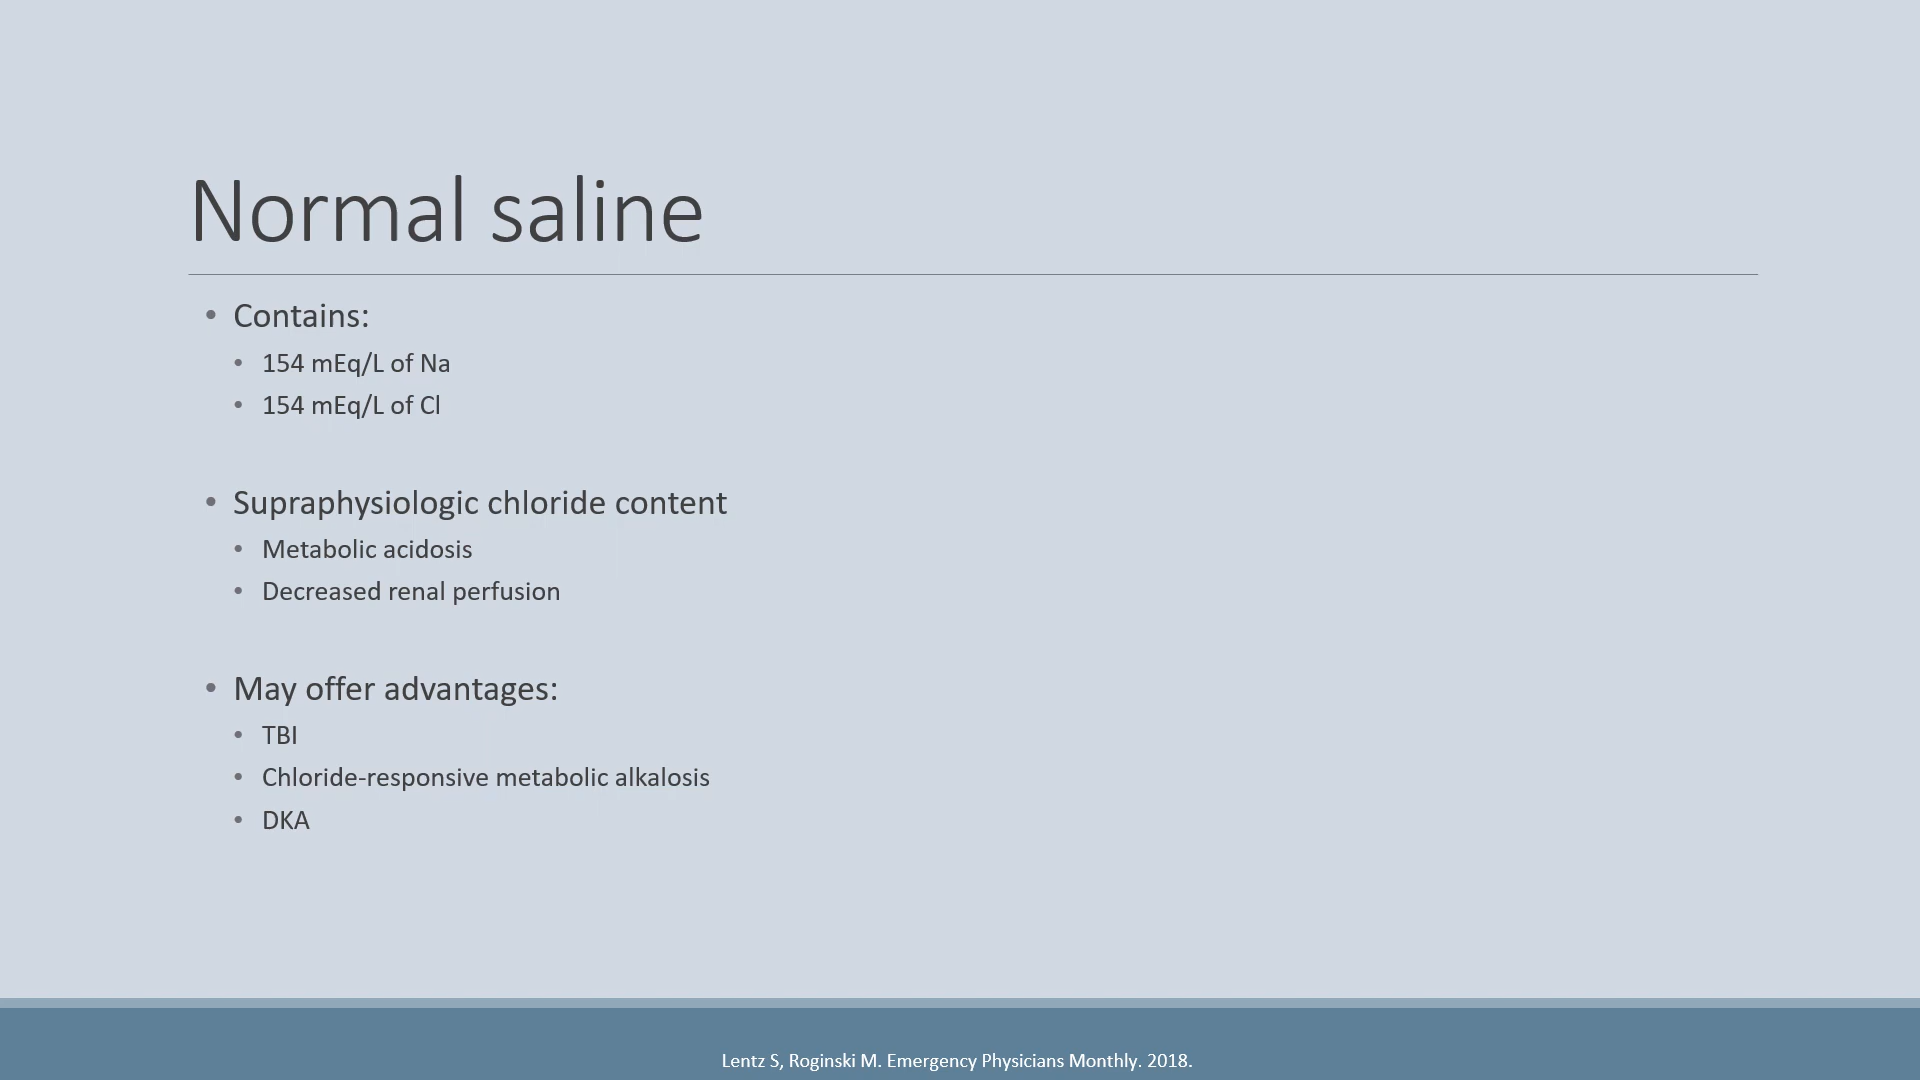 Normal saline
• Contains:
• 154 mEq/L of Na
• 154 mEq/L of Cl
• Supraphysiologic chloride content
• Metabolic acidosis
• Decreased renal perfusion
• May offer advantages:
• TBI
• Chloride-responsive metabolic alkalosis
• DKA
Lentz S, Roginski M. Emergency Physicians Monthly. 2018.